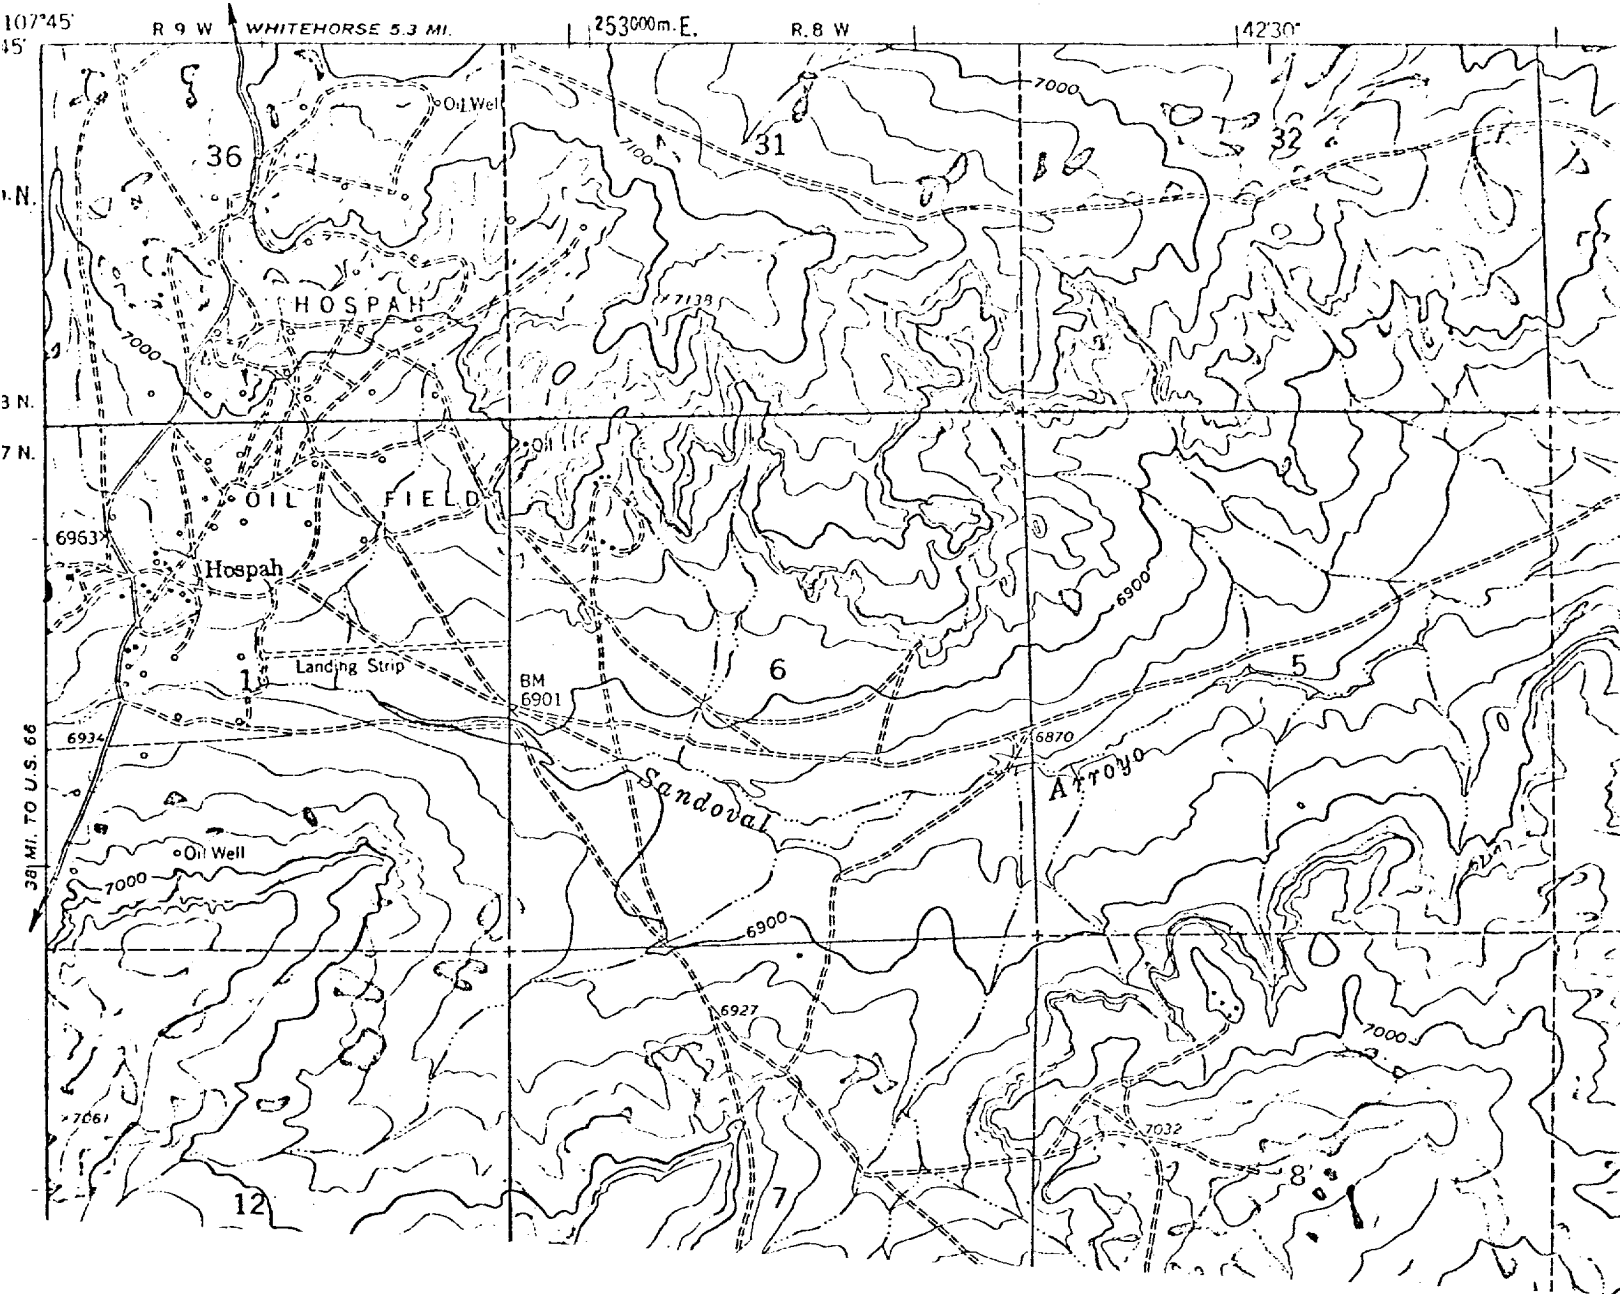 107°45'
R 9 W
WHITEHORSE 5.3 MI.
253000m.E.
R.8 W
42'30"
45'
7000
Oil Well
36
7100
31
32
N.
HOSPAH
7138
7000
3 N.
7 N.
Oil
OIL FIELD
6963
Hospah
6900
Landing Strip
1
6
5
BM
6901
6934
6870
Sandoval Arroyo
38 MI. TO U.S. 66
Oil Well
7000
6900
6927
7000
7061
7032
12
7
8